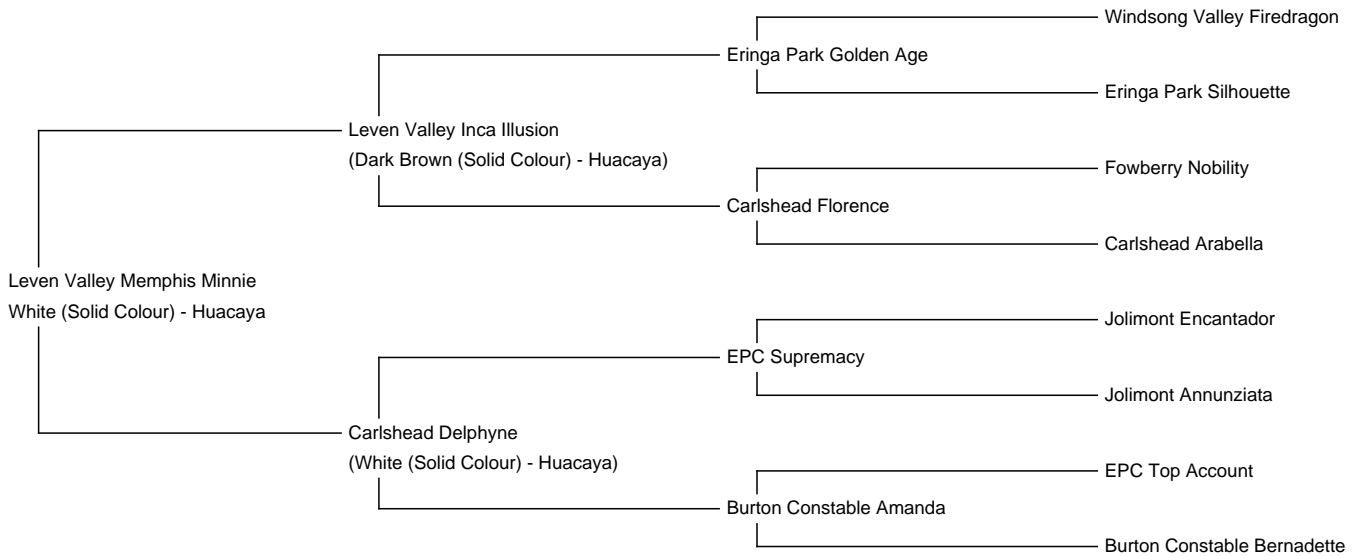 Windsong Valley Firedragon
Eringa Park Golden Age
Eringa Park Silhouette
Leven Valley Inca Illusion
(Dark Brown (Solid Colour) - Huacaya)
Fowberry Nobility
Carlshead Florence
Carlshead Arabella
Leven Valley Memphis Minnie
White (Solid Colour) - Huacaya
Jolimont Encantador
EPC Supremacy
Jolimont Annunziata
Carlshead Delphyne
(White (Solid Colour) - Huacaya)
EPC Top Account
Burton Constable Amanda
Burton Constable Bernadette